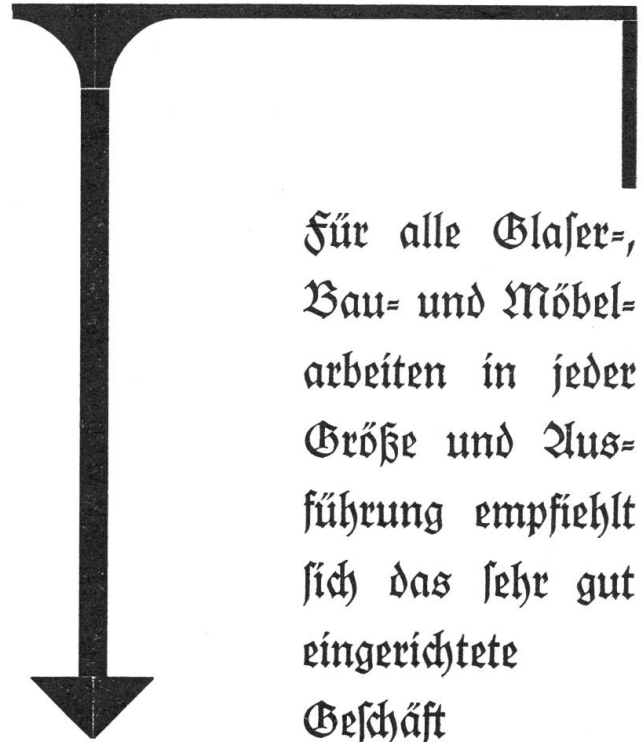 Für alle Glaſer-,
Bau- und Möbel-
arbeiten in jeder
Größe und Aus-
führung empfiehlt
ſich das ſehr gut
eingerichtete
Geſchäft